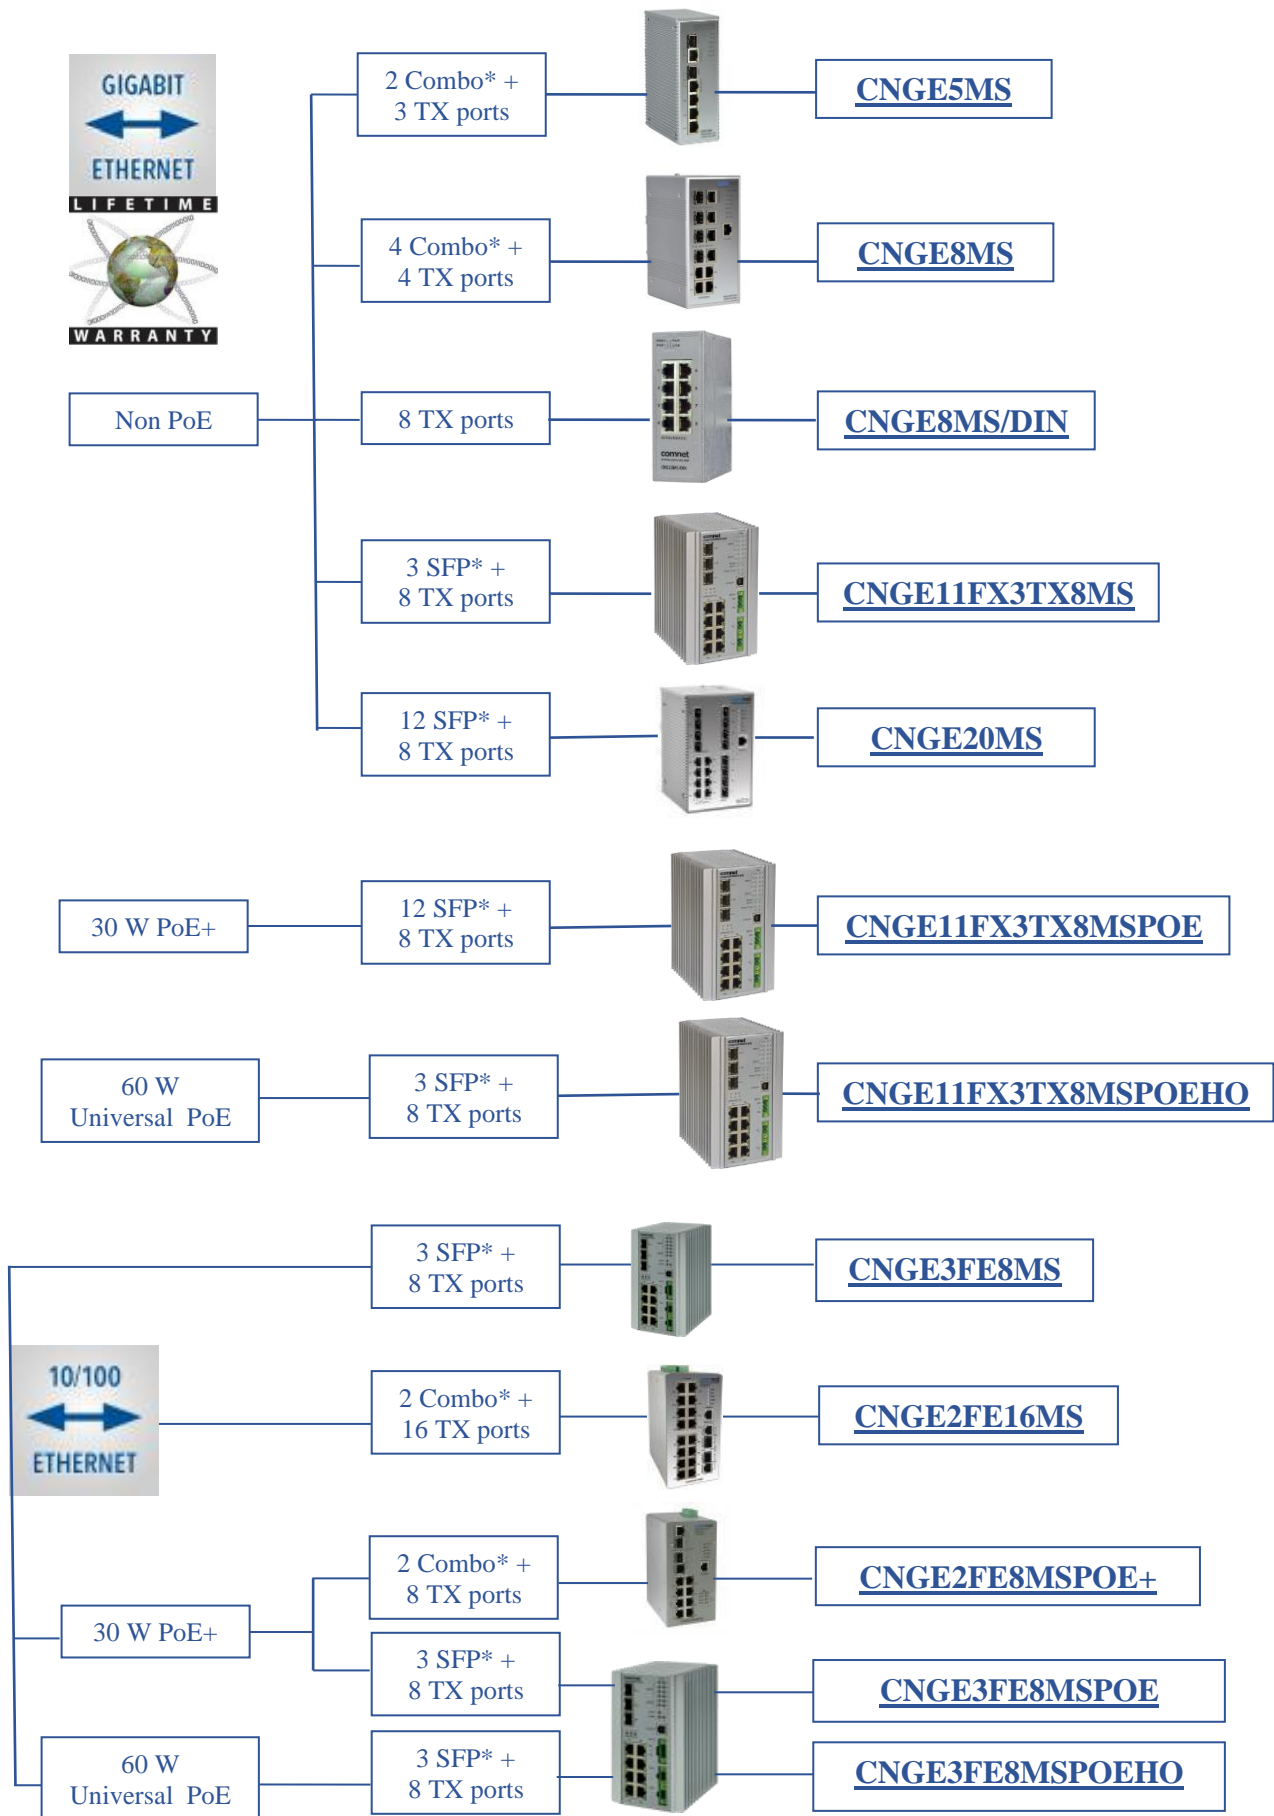 GIGABIT
ETHERNET
LIFETIME
WARRANTY
Non PoE
2 Combo* +
3 TX ports
CNGE5MS
4 Combo* +
4 TX ports
CNGE8MS
8 TX ports
comnet
CNGE8MS/DIN
3 SFP* +
8 TX ports
comnet
CNGE11FX3TX8MS
12 SFP* +
8 TX ports
CNGE20MS
30 W PoE+
12 SFP* +
8 TX ports
comnet
CNGE11FX3TX8MSPOE
60 W
Universal PoE
3 SFP* +
8 TX ports
comnet
CNGE11FX3TX8MSPOEHO
3 SFP* +
8 TX ports
CNGE3FE8MS
10/100
ETHERNET
2 Combo* +
16 TX ports
CNGE2FE16MS
30 W PoE+
2 Combo* +
8 TX ports
CNGE2FE8MSPOE+
3 SFP* +
8 TX ports
CNGE3FE8MSPOE
60 W
Universal PoE
3 SFP* +
8 TX ports
CNGE3FE8MSPOEHO